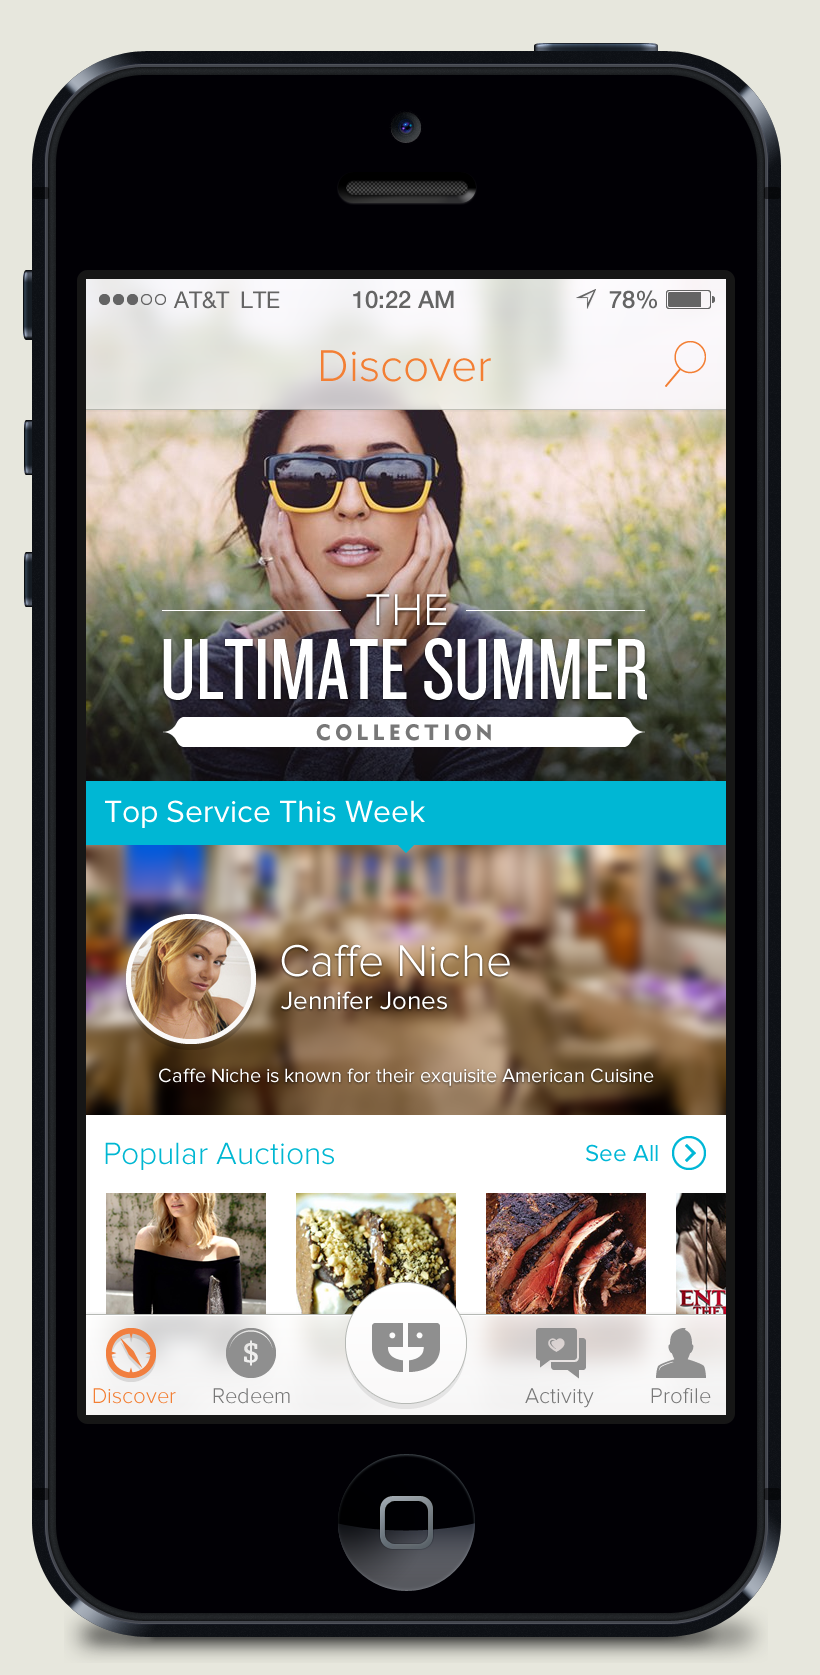 AT&T LTE 10:22 AM 78%
Discover
THE
ULTIMATE SUMMER
COLLECTION
Top Service This Week
Caffe Niche
Jennifer Jones
Caffe Niche is known for their exquisite American Cuisine
Popular Auctions See All
ENT
THE
$
Discover Redeem Activity Profile